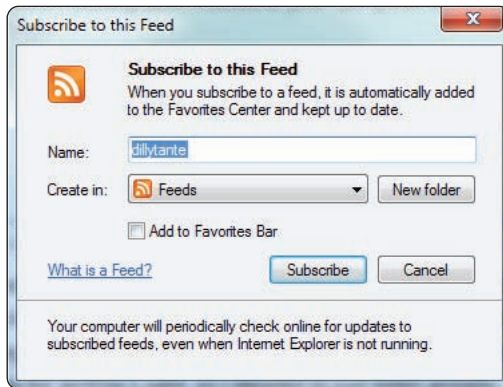 Subscribe to this Feed
Subscribe to this Feed
When you subscribe to a feed, it is automatically added
to the Favorites Center and kept up to date.
Name: dillytante
Create in: Feeds New folder
Add to Favorites Bar
What is a Feed? Subscribe Cancel
Your computer will periodically check online for updates to
subscribed feeds, even when Internet Explorer is not running.